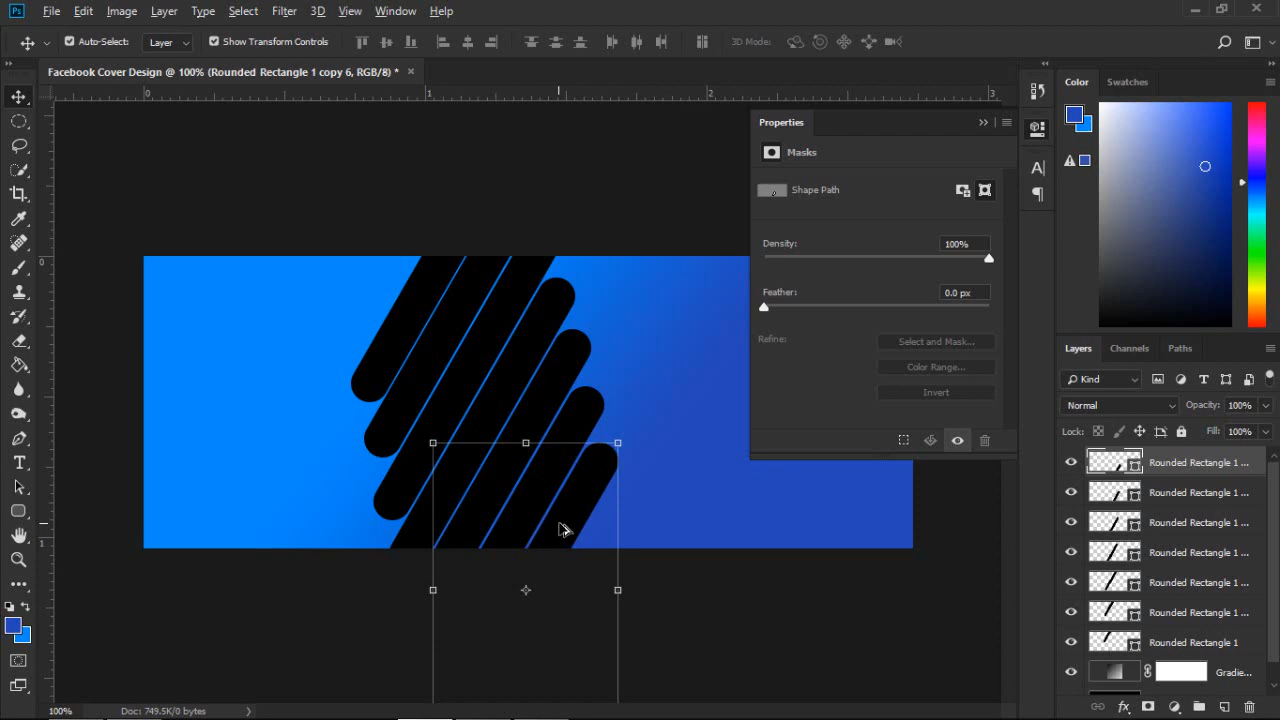 Ps File Edit Image Layer Type Select Filter 3D View Window Help
Auto-Select: Layer Show Transform Controls 3D Mode:
Facebook Cover Design @ 100% (Rounded Rectangle 1 copy 6, RGB/8) *
0 1 2 3
0
1
Properties
Masks
Shape Path
Density: 100%
Feather: 0.0 px
Refine: Select and Mask...
Color Range...
Invert
Color Swatches
Layers Channels Paths
Kind
Normal Opacity: 100%
Lock: Fill: 100%
Rounded Rectangle 1 ...
Rounded Rectangle 1 ...
Rounded Rectangle 1 ...
Rounded Rectangle 1 ...
Rounded Rectangle 1 ...
Rounded Rectangle 1 ...
Rounded Rectangle 1
Gradie...
100% Doc: 749.5K/0 bytes